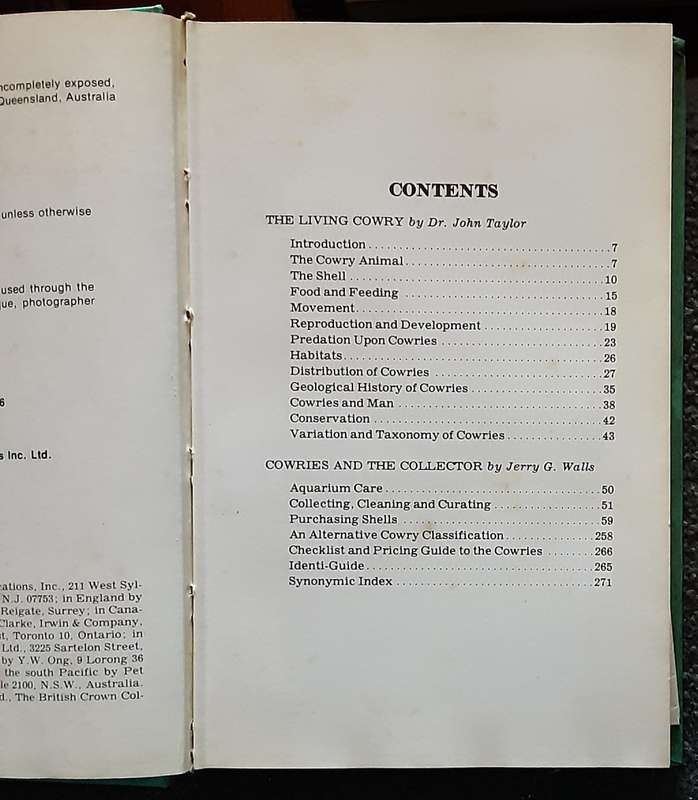 ncompletely exposed,
Queensland, Australia
unless otherwise
used through the
que, photographer
6
s Inc. Ltd.
cations, Inc., 211 West Syl-
N.J. 07753; in England by
Reigate, Surrey; in Cana-
Clarke, Irwin & Company,
t, Toronto 10, Ontario; in
Ltd., 3225 Sartelon Street,
by Y.W. Ong, 9 Lorong 36
the south Pacific by Pet
le 2100, N.S.W., Australia.
d., The British Crown Col-
CONTENTS
THE LIVING COWRY by Dr. John Taylor
Introduction 7
The Cowry Animal 7
The Shell 10
Food and Feeding 15
Movement 18
Reproduction and Development 19
Predation Upon Cowries 23
Habitats 26
Distribution of Cowries 27
Geological History of Cowries 35
Cowries and Man 38
Conservation 42
Variation and Taxonomy of Cowries 43
COWRIES AND THE COLLECTOR by Jerry G. Walls
Aquarium Care 50
Collecting, Cleaning and Curating 51
Purchasing Shells 59
An Alternative Cowry Classification 258
Checklist and Pricing Guide to the Cowries 266
Identi-Guide 265
Synonymic Index 271